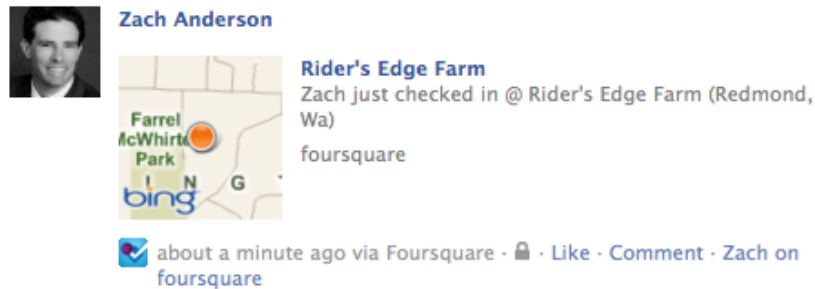 Zach Anderson
Rider's Edge Farm
Zach just checked in @ Rider's Edge Farm (Redmond,
Wa)
foursquare
Farrel
McWhirte
Park
I N G
bing
about a minute ago via Foursquare · · Like · Comment · Zach on
foursquare